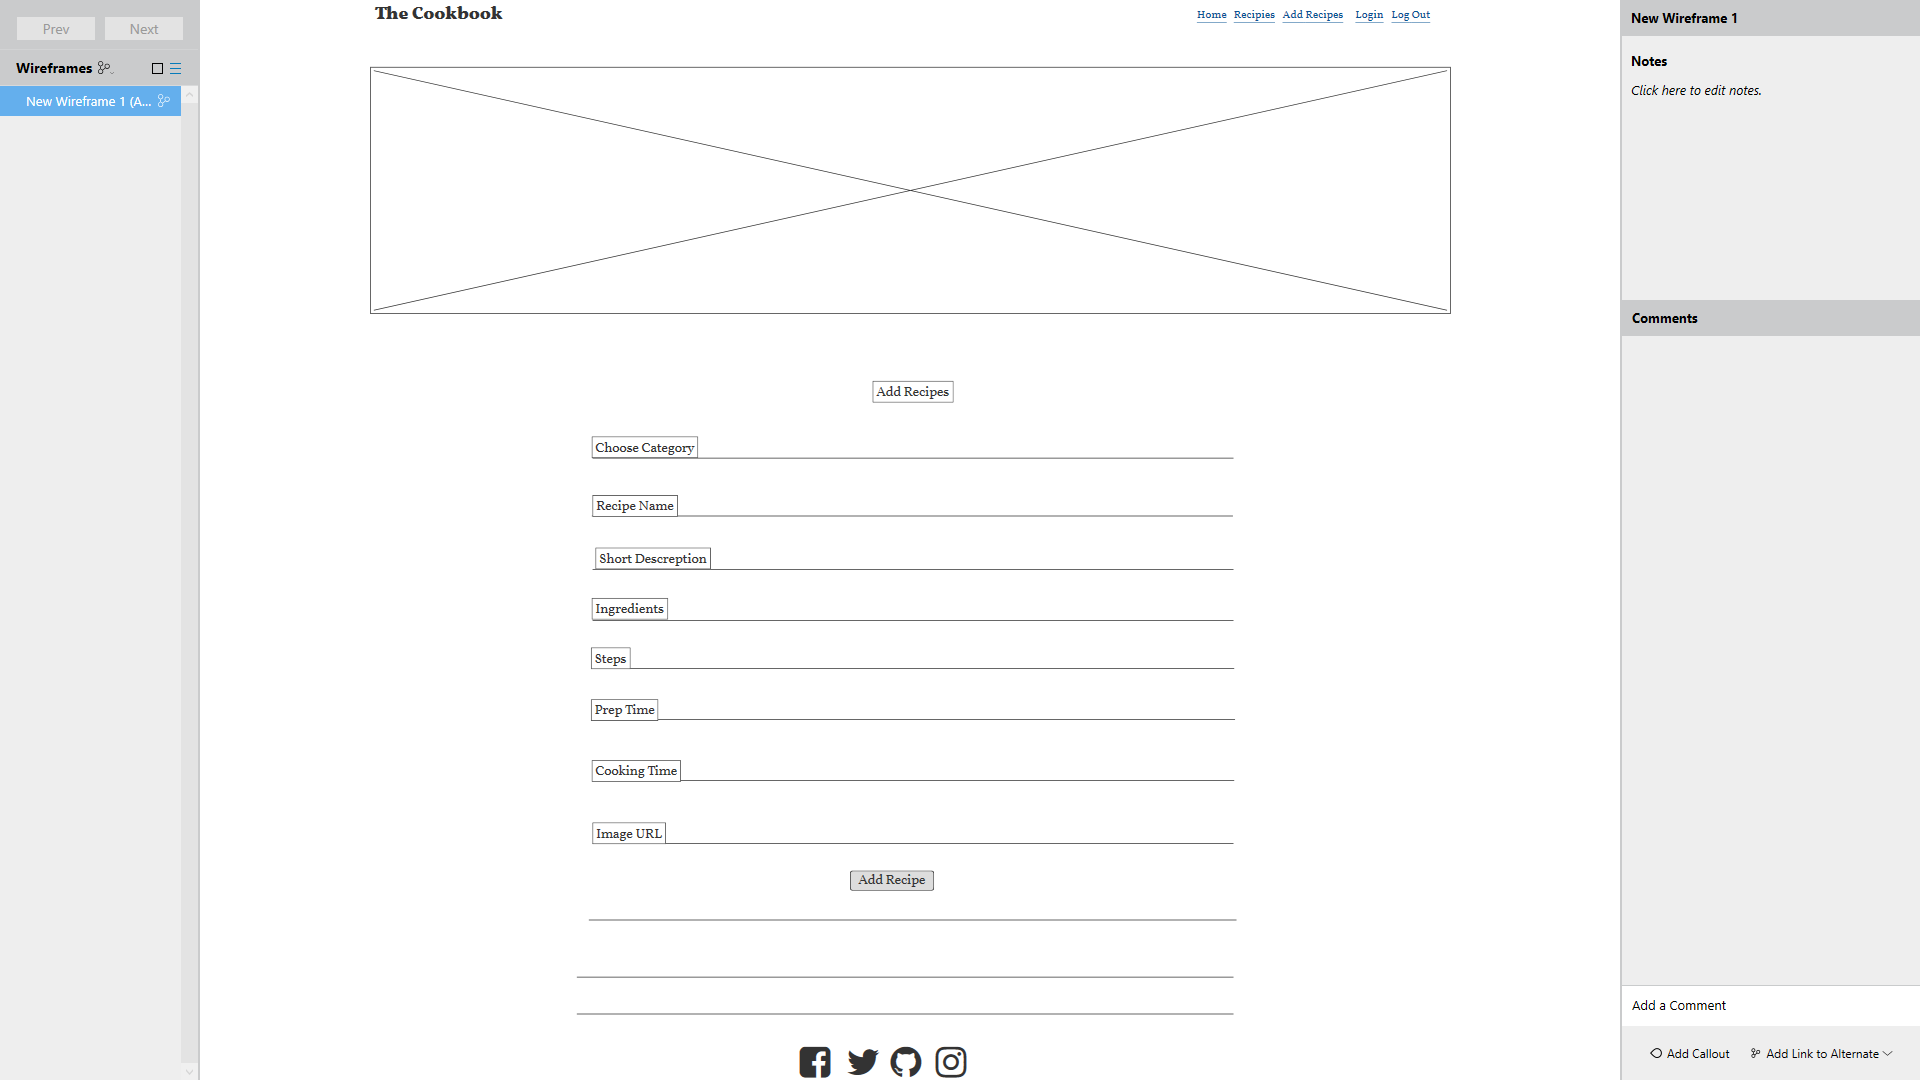 Prev Next
Wireframes
New Wireframe 1 (A...
The Cookbook
Home Recipies Add Recipes Login Log Out
Add Recipes
Choose Category
Recipe Name
Short Descreption
Ingredients
Steps
Prep Time
Cooking Time
Image URL
Add Recipe
New Wireframe 1
Notes
Click here to edit notes.
Comments
Add a Comment
Add Callout Add Link to Alternate